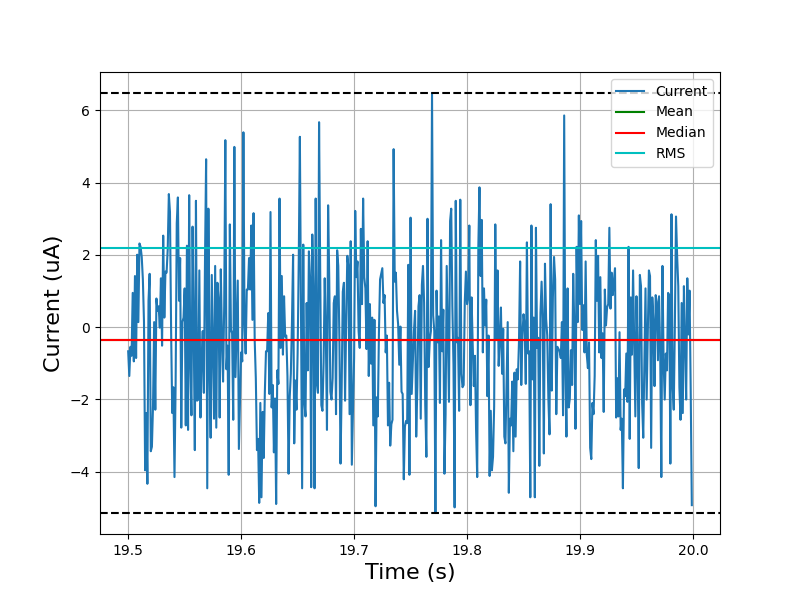 Current
Mean
Median
RMS
6
4
2
0
−2
−4
Current (uA)
19.5 19.6 19.7 19.8 19.9 20.0
Time (s)